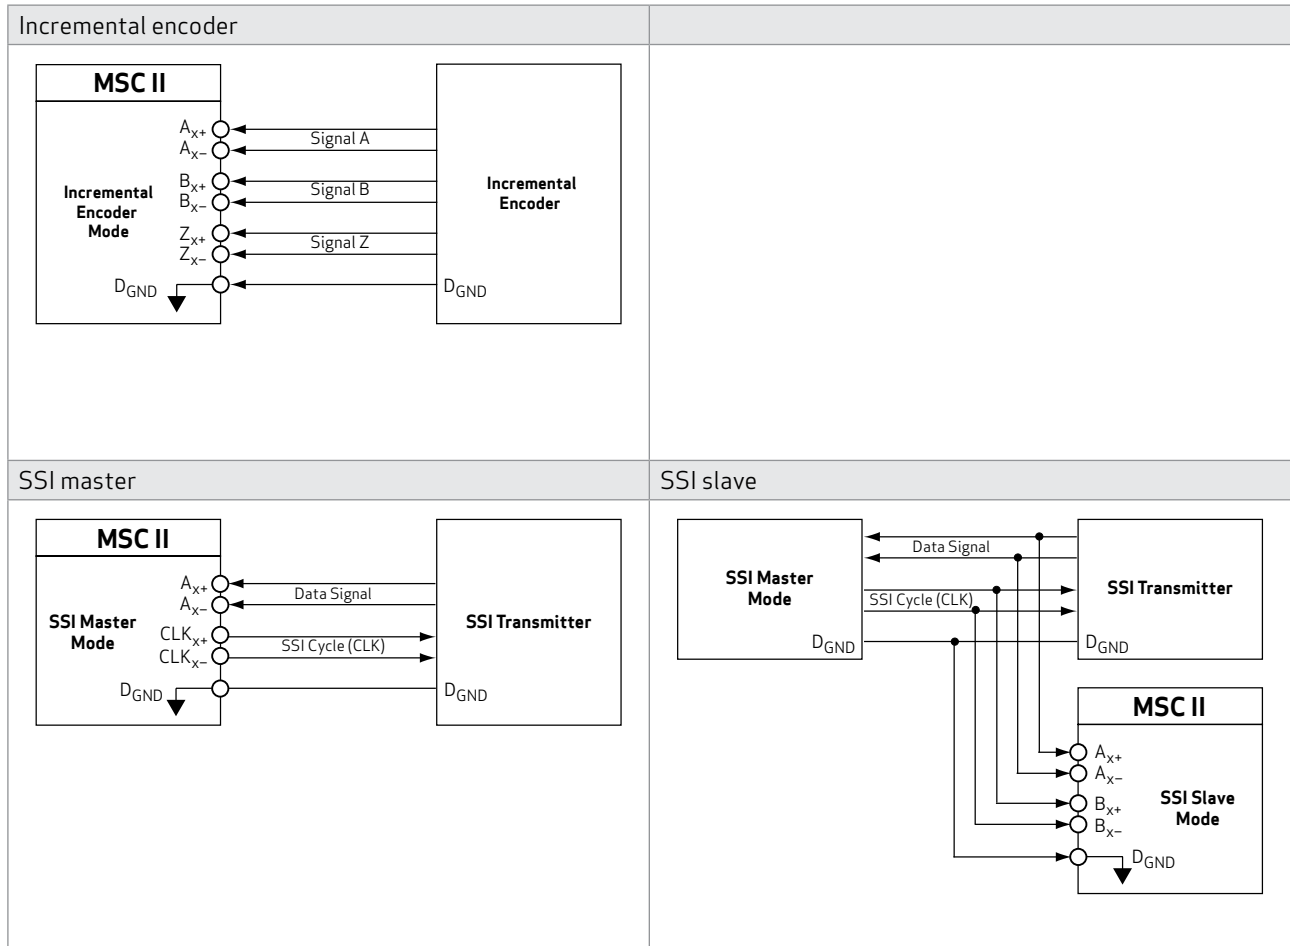 Incremental encoder
MSC II
Ax+
Ax–
Bx+
Bx–
Zx+
Zx–
DGND
Incremental
Encoder
Mode
Signal A
Signal B
Signal Z
Incremental
Encoder
DGND
SSI master
SSI slave
MSC II
Ax+
Ax–
CLKx+
CLKx–
DGND
SSI Master
Mode
Data Signal
SSI Cycle (CLK)
SSI Transmitter
DGND
SSI Master
Mode
DGND
Data Signal
SSI Cycle (CLK)
SSI Transmitter
DGND
MSC II
Ax+
Ax–
Bx+
Bx–
DGND
SSI Slave
Mode